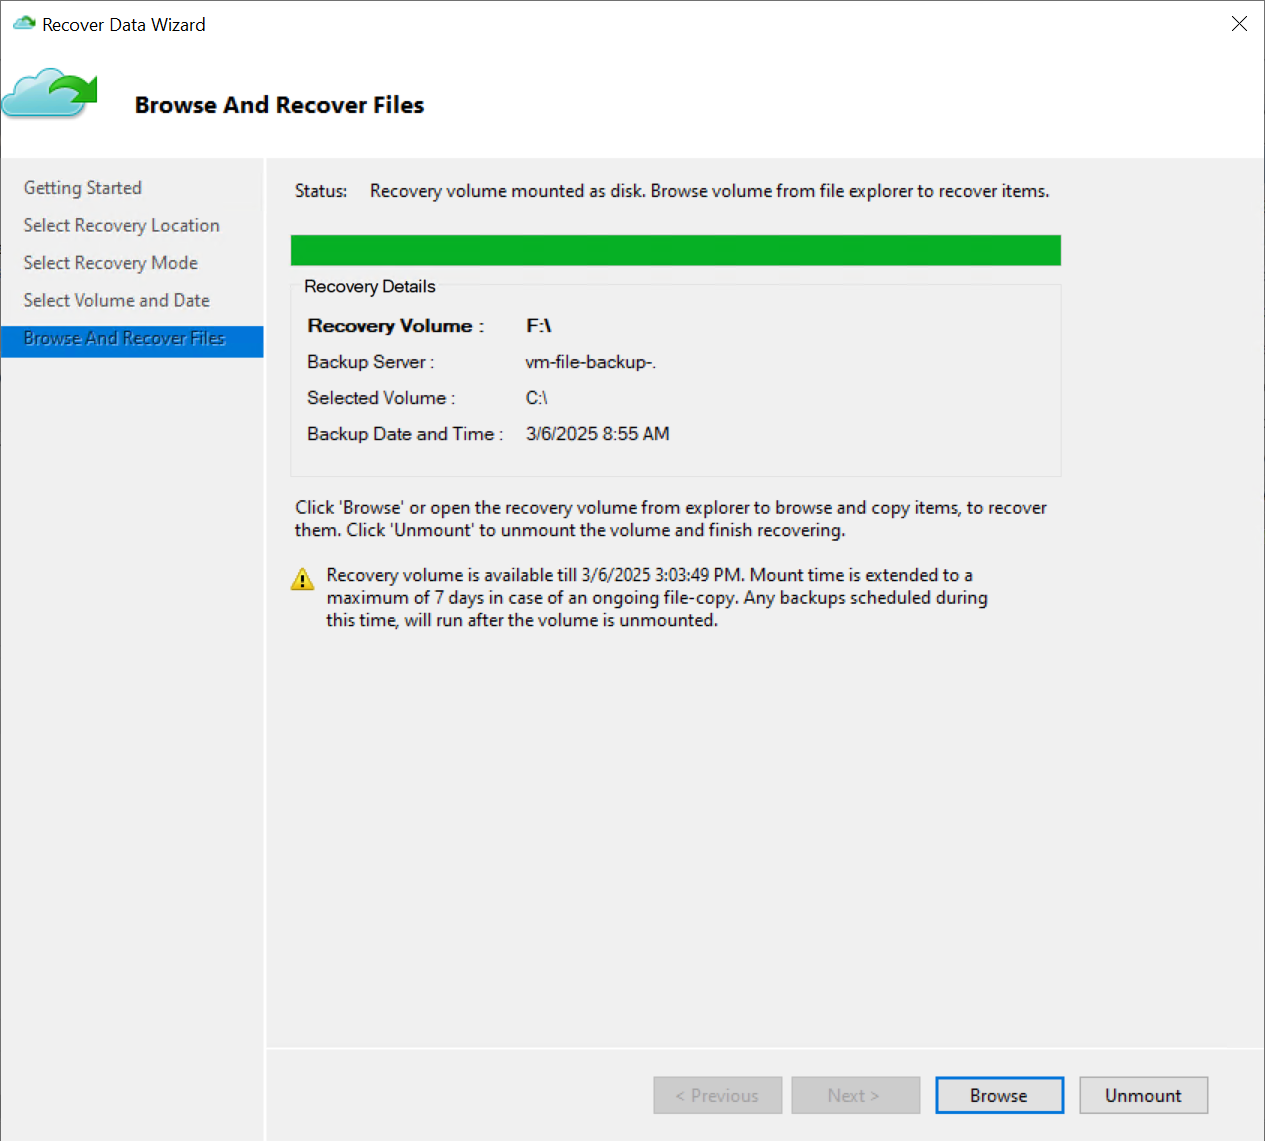 Recover Data Wizard
Browse And Recover Files
Getting Started
Select Recovery Location
Select Recovery Mode
Select Volume and Date
Browse And Recover Files
Status: Recovery volume mounted as disk. Browse volume from file explorer to recover items.
Recovery Details
Recovery Volume : F:\
Backup Server : vm-file-backup-.
Selected Volume : C:\
Backup Date and Time : 3/6/2025 8:55 AM
Click 'Browse' or open the recovery volume from explorer to browse and copy items, to recover
them. Click 'Unmount' to unmount the volume and finish recovering.
Recovery volume is available till 3/6/2025 3:03:49 PM. Mount time is extended to a
maximum of 7 days in case of an ongoing file-copy. Any backups scheduled during
this time, will run after the volume is unmounted.
< Previous Next > Browse Unmount